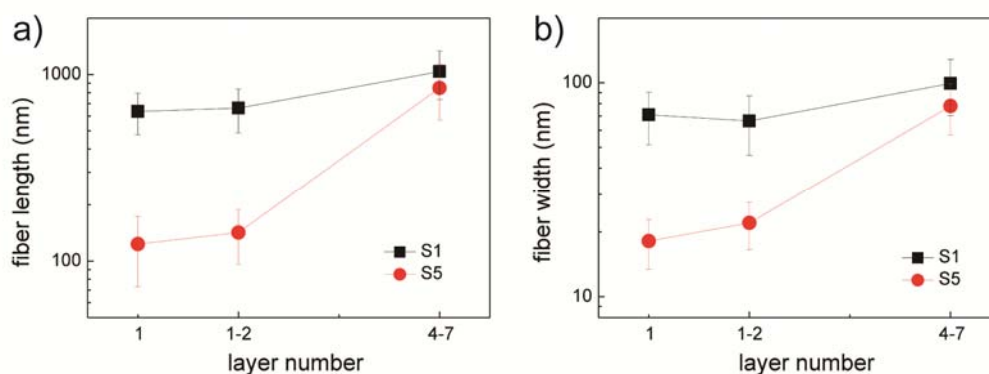 a)
fiber length (nm)
1000
100
S1
S5
1
1-2
4-7
layer number
b)
fiber width (nm)
100
10
S1
S5
1
1-2
4-7
layer number